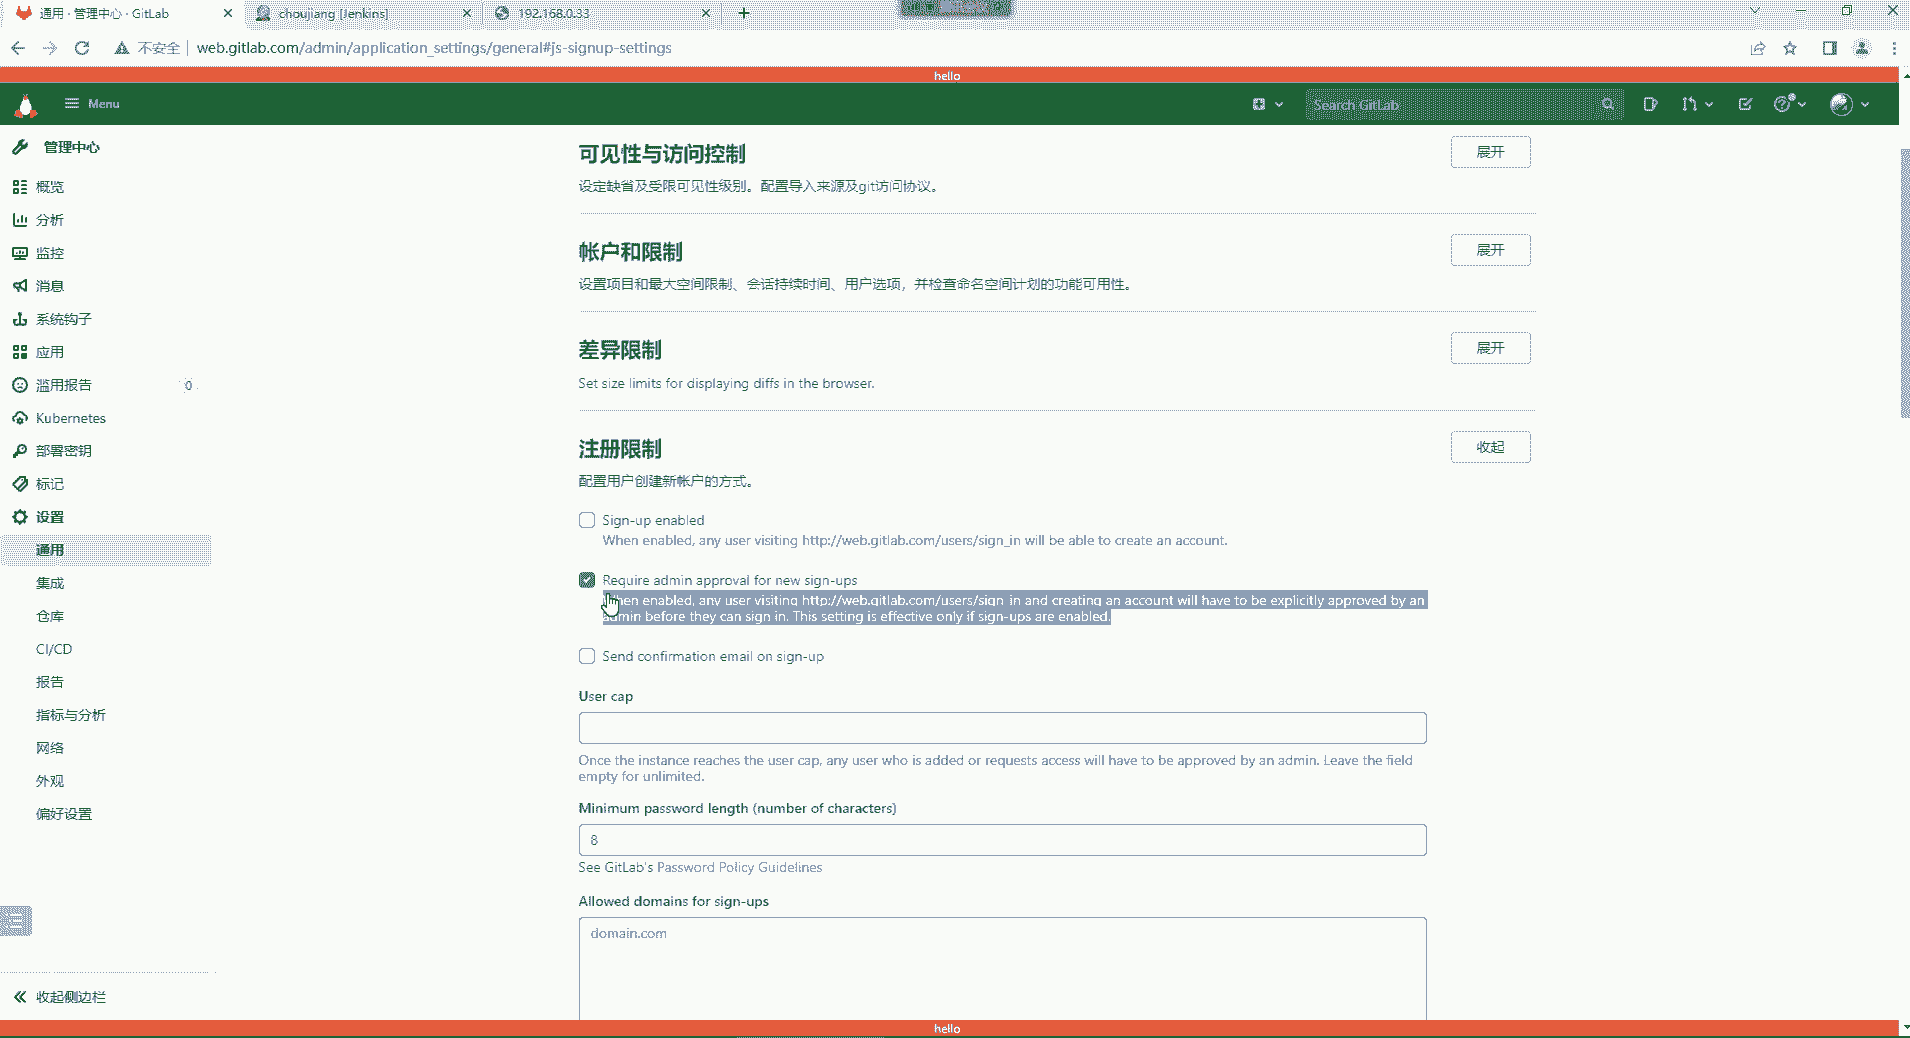 通用 · 管理中心 · GitLab
choujiang [Jenkins]
192.168.0.33
不安全
web.gitlab.com/admin/application_settings/general#js-signup-settings
hello
Menu
Search GitLab
管理中心
概览
分析
监控
消息
系统钩子
应用
滥用报告 0
Kubernetes
部署密钥
标记
设置
通用
集成
仓库
CI/CD
报告
指标与分析
网络
外观
偏好设置
收起侧边栏
可见性与访问控制
展开
设定缺省及受限可见性级别。配置导入来源及git访问协议。
帐户和限制
展开
设置项目和最大空间限制、会话持续时间、用户选项，并检查命名空间计划的功能可用性。
差异限制
展开
Set size limits for displaying diffs in the browser.
注册限制
收起
配置用户创建新帐户的方式。
Sign-up enabled
When enabled, any user visiting http://web.gitlab.com/users/sign_in will be able to create an account.
Require admin approval for new sign-ups
When enabled, any user visiting http://web.gitlab.com/users/sign_in and creating an account will have to be explicitly approved by an
admin before they can sign in. This setting is effective only if sign-ups are enabled.
Send confirmation email on sign-up
User cap
Once the instance reaches the user cap, any user who is added or requests access will have to be approved by an admin. Leave the field
empty for unlimited.
Minimum password length (number of characters)
8
See GitLab's Password Policy Guidelines
Allowed domains for sign-ups
domain.com
hello